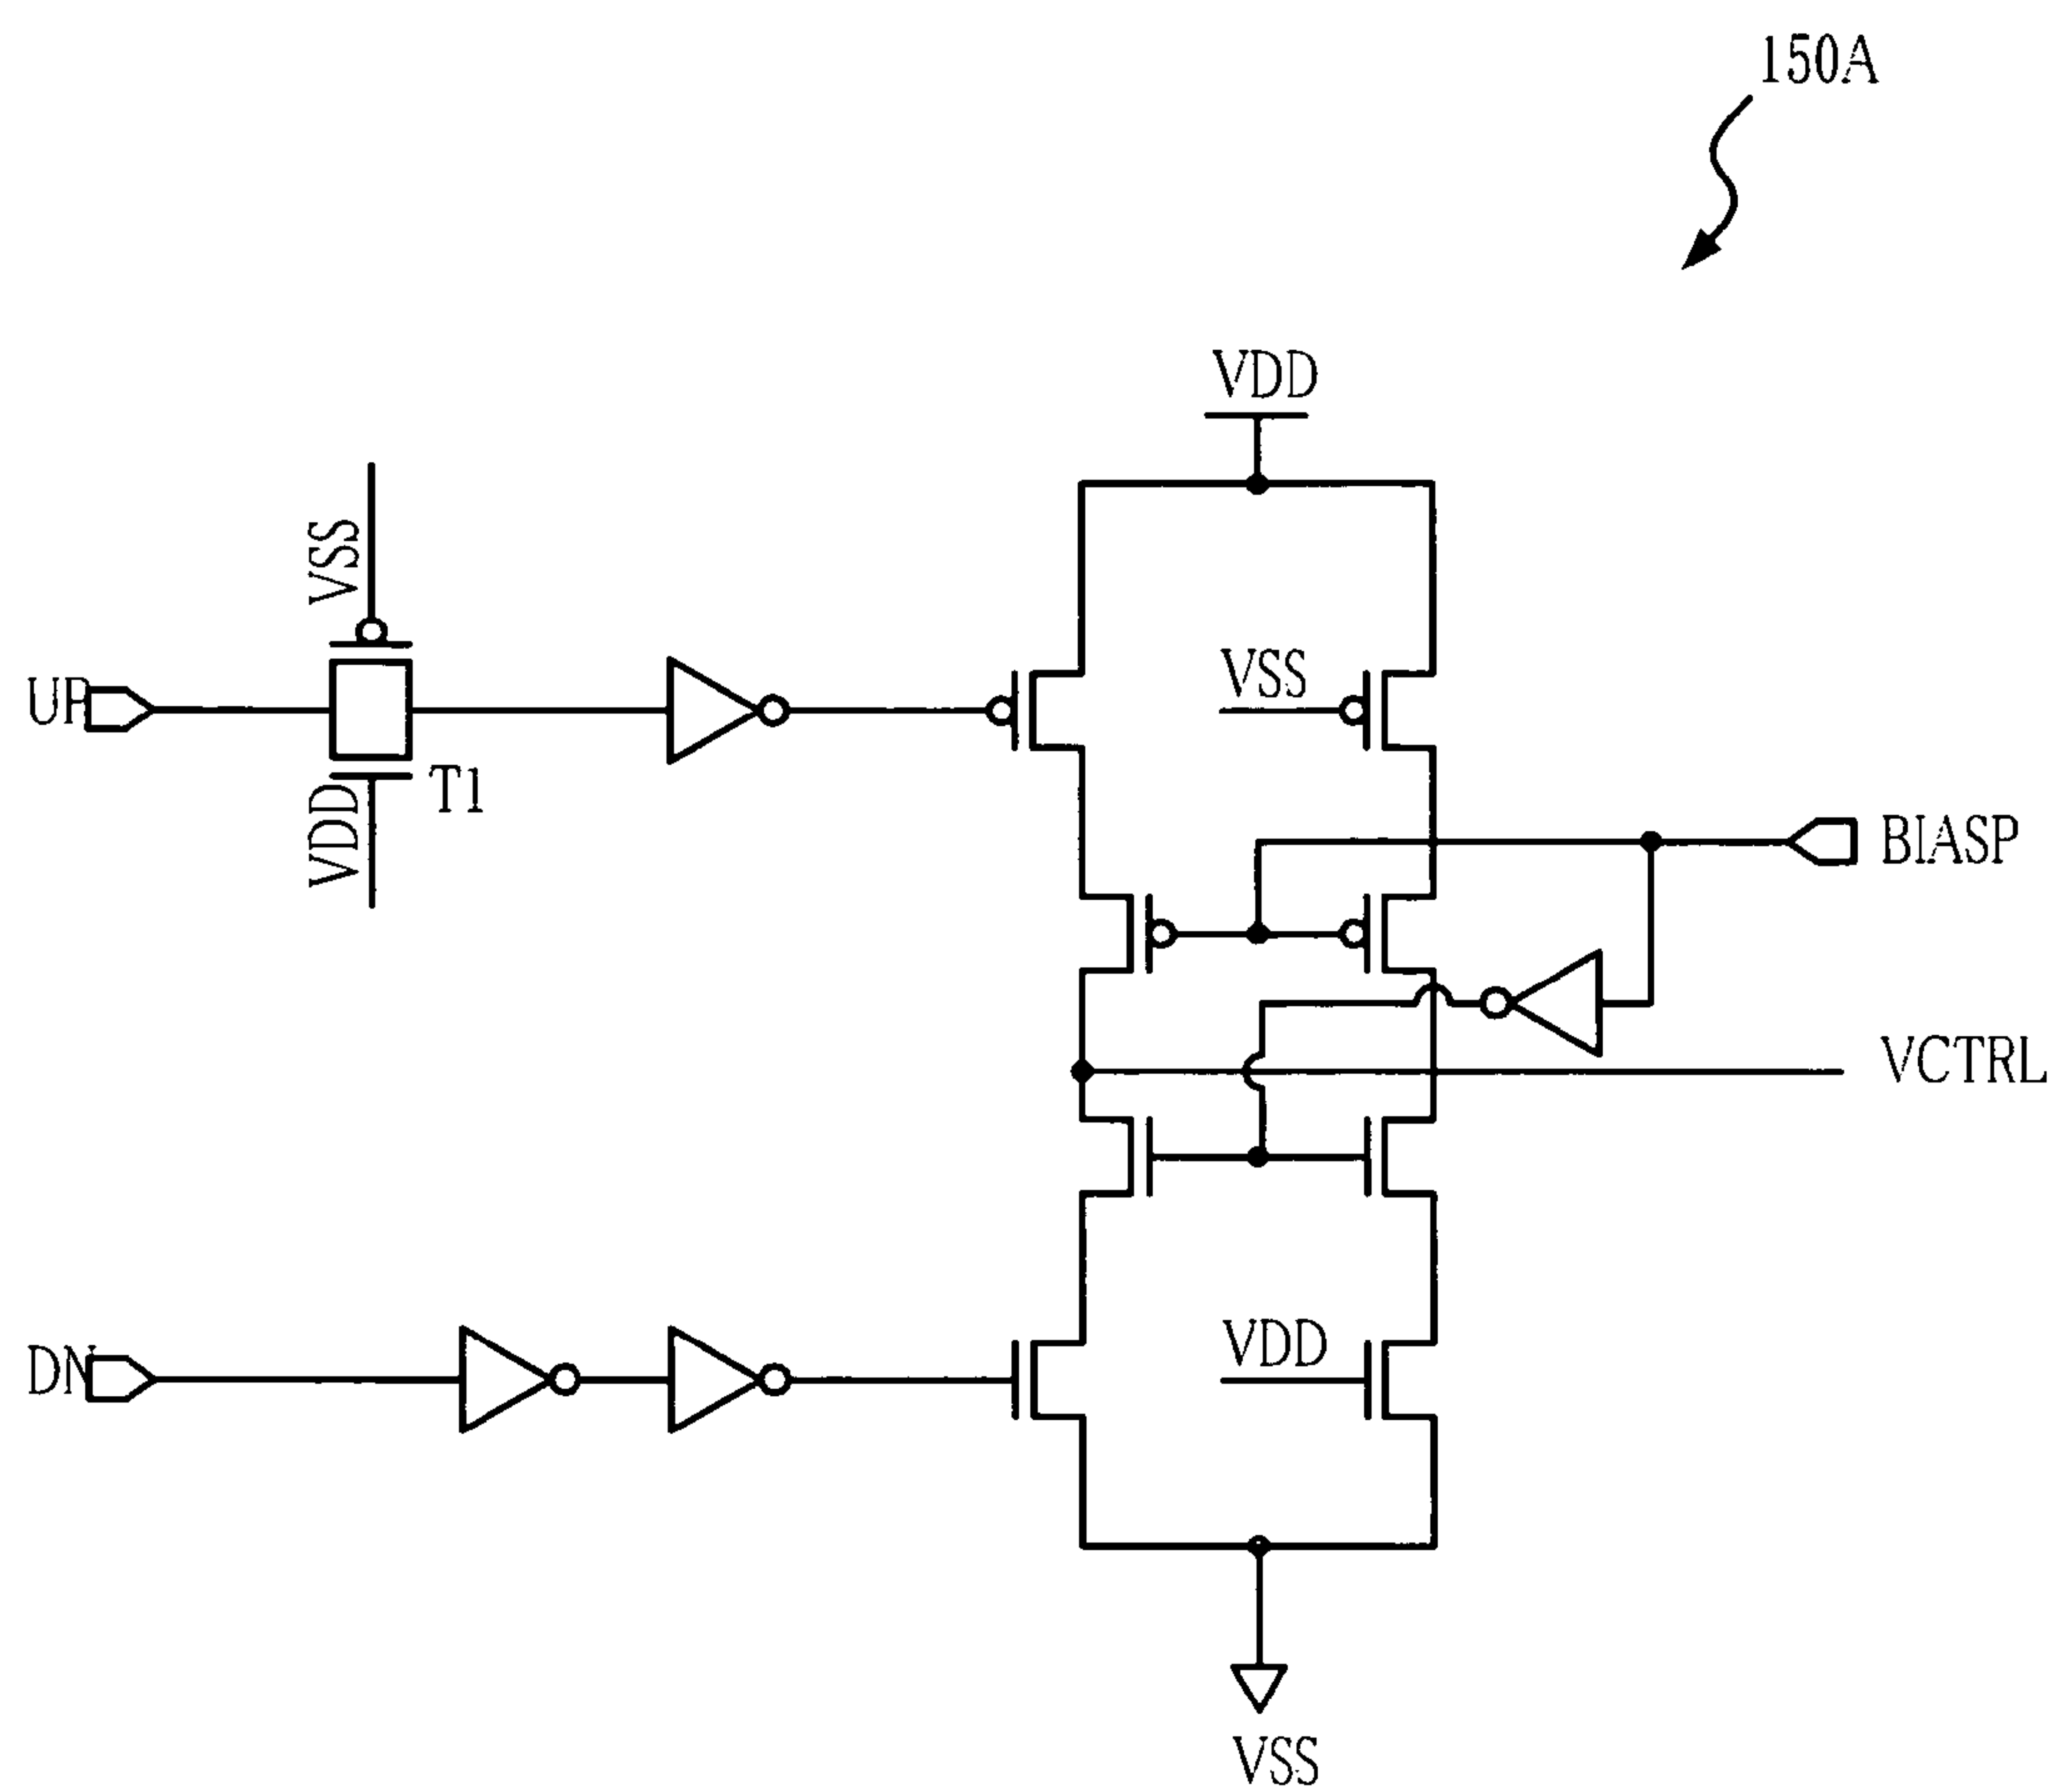 150A
VDD
VSS
UP
VSS
T1
VDD
BIASP
VCTRL
DN
VDD
VSS